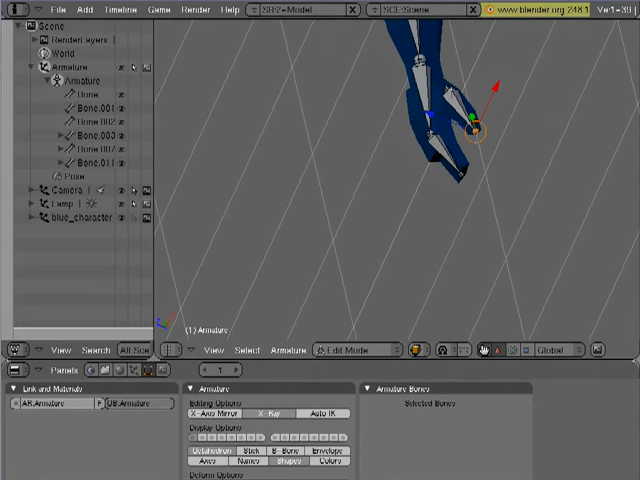 File Add Timeline Game Render Help SR:2-Model SCE:Scene www.blender.org 248.1
Scene
RenderLayers
World
Armature
Armature
Bone
Bone.001
Bone.002
Bone.003
Bone.007
Bone.011
Pose
Camera
Lamp
blue_character
(1) Armature
View Search All Sce View Select Armature Edit Mode Global
Panels 1
Link and Materials
AR:Armature F OB:Armature
Armature
Editing Options
X-Axis Mirror X-Ray Auto IK
Display Options
Octahedron Stick B-Bone Envelope
Axes Names Shapes Colors
Deform Options
Armature Bones
Selected Bones